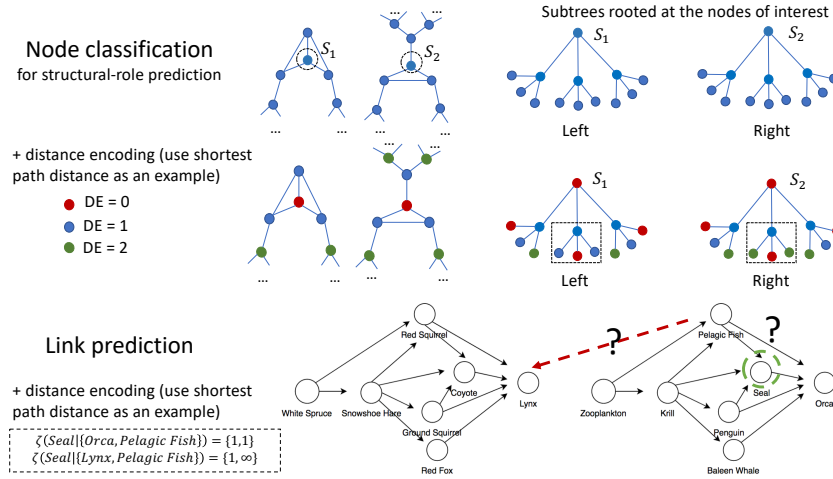 Node classification
for structural-role prediction
S₁
S₂
...
...
...
...
Subtrees rooted at the nodes of interest
S₁
S₂
Left
Right
+ distance encoding (use shortest
path distance as an example)
DE = 0
DE = 1
DE = 2
...
...
...
...
S₁
S₂
Left
Right
Link prediction
+ distance encoding (use shortest
path distance as an example)
ζ(Seal|{Orca, Pelagic Fish}) = {1,1}
ζ(Seal|{Lynx, Pelagic Fish}) = {1, ∞}
Red Squirrel
White Spruce
Snowshoe Hare
Coyote
Lynx
Ground Squirrel
Red Fox
?
?
Pelagic Fish
Zooplankton
Krill
Seal
Orca
Penguin
Baleen Whale